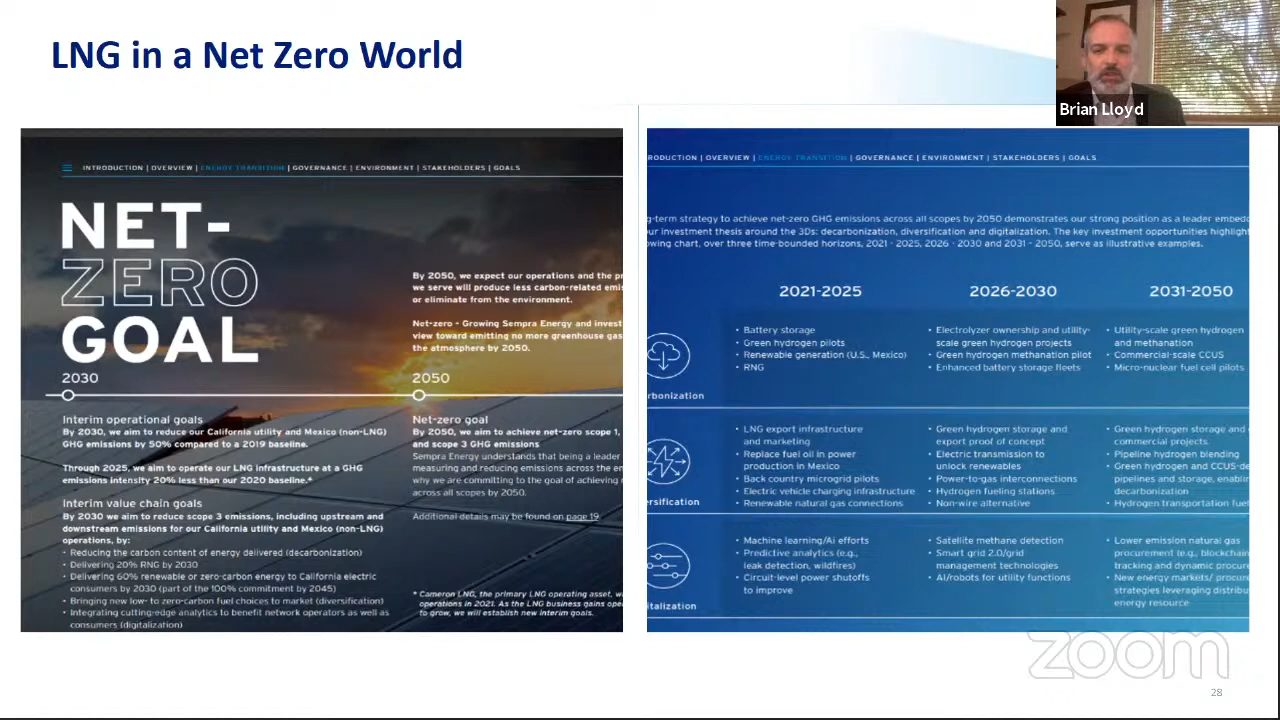 LNG in a Net Zero World
Brian Lloyd
INTRODUCTION | OVERVIEW | ENERGY TRANSITION | GOVERNANCE | ENVIRONMENT | STAKEHOLDERS | GOALS
NET-
ZERO
GOAL
By 2050, we expect our operations and the
we serve will produce less carbon-related
or eliminate from the environment.
Net-zero - Growing Sempra Energy and
view toward emitting no more greenhouse gas
the atmosphere by 2050.
2030
2050
Interim operational goals
By 2030, we aim to reduce our California utility and Mexico (non-LNG)
GHG emissions by 50% compared to a 2019 baseline.
Through 2025, we aim to operate our LNG infrastructure at a GHG
emissions intensity 20% less than our 2020 baseline.*
Interim value chain goals
By 2030 we aim to reduce scope 3 emissions, including upstream and
downstream emissions for our California utility and Mexico (non-LNG)
operations, by:
• Reducing the carbon content of energy delivered (decarbonization)
• Delivering 20% RNG by 2030
• Delivering 60% renewable or zero-carbon energy to California electric
consumers by 2030 (part of the 100% commitment by 2045)
• Bringing new low- to zero-carbon fuel choices to market (diversification)
• Integrating cutting-edge analytics to benefit network operators as well as
consumers (digitalization)
Net-zero goal
By 2050, we aim to achieve net-zero scope 1,
and scope 3 GHG emissions
Sempra Energy understands that being a leader
measuring and reducing emissions across the
why we are committing to the goal of achieving
across all scopes by 2050.
Additional details may be found on page 19.
* Cameron LNG, the primary LNG operating asset,
operations in 2021. As the LNG business gains
to grow, we will establish new interim goals.
RODUCTION | OVERVIEW | ENERGY TRANSITION | GOVERNANCE | ENVIRONMENT | STAKEHOLDERS | GOALS
g-term strategy to achieve net-zero GHG emissions across all scopes by 2050 demonstrates our strong position as a leader
ur investment thesis around the 3Ds: decarbonization, diversification and digitalization. The key investment opportunities highlight
owing chart, over three time-bounded horizons, 2021 - 2025, 2026 - 2030 and 2031 - 2050, serve as illustrative examples.
2021-2025
2026-2030
2031-2050
rbonization
• Battery storage
• Green hydrogen pilots
• Renewable generation (U.S., Mexico)
• RNG
• Electrolyzer ownership and utility-
scale green hydrogen projects
• Green hydrogen methanation pilot
• Enhanced battery storage fleets
• Utility-scale green hydrogen
and methanation
• Commercial-scale CCUS
• Micro-nuclear fuel cell pilots
ersification
• LNG export infrastructure
and marketing
• Replace fuel oil in power
production in Mexico
• Back country microgrid pilots
• Electric vehicle charging infrastructure
• Renewable natural gas connections
• Green hydrogen storage and
export proof of concept
• Electric transmission to
unlock renewables
• Power-to-gas interconnections
• Hydrogen fueling stations
• Non-wire alternative
• Green hydrogen storage and
commercial projects
• Pipeline hydrogen blending
• Green hydrogen and CCUS-de
pipelines and storage,
decarbonization
• Hydrogen transportation
italization
• Machine learning/Ai efforts
• Predictive analytics (e.g.,
leak detection, wildfires)
• Circuit-level power shutoffs
to improve
• Satellite methane detection
• Smart grid 2.0/grid
management technologies
• AI/robots for utility functions
• Lower emission natural gas
procurement (e.g., blockchain
tracking and dynamic
• New energy markets/
strategies leveraging
energy resource
zoom
28